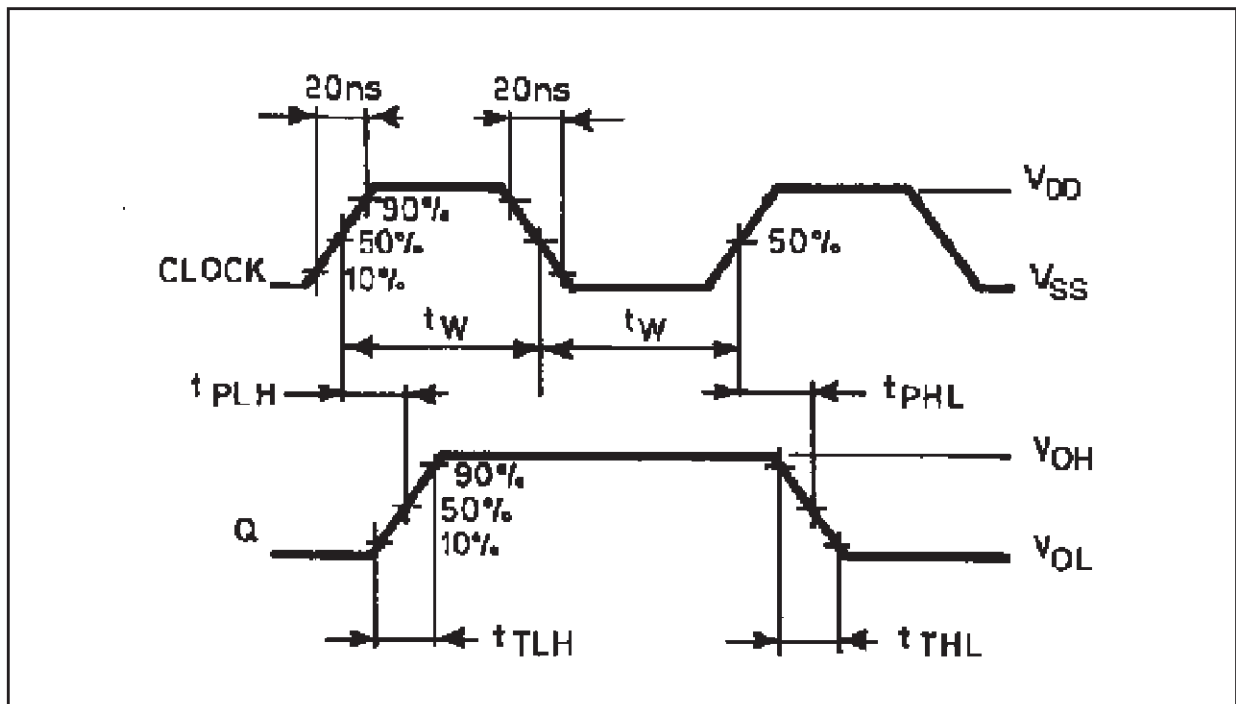 20ns 20ns
VDD
90%
50% 50%
CLOCK 10% VSS
tW tW
tPLH tPHL
VOH
90%
50%
Q 10% VOL
tTLH tTHL